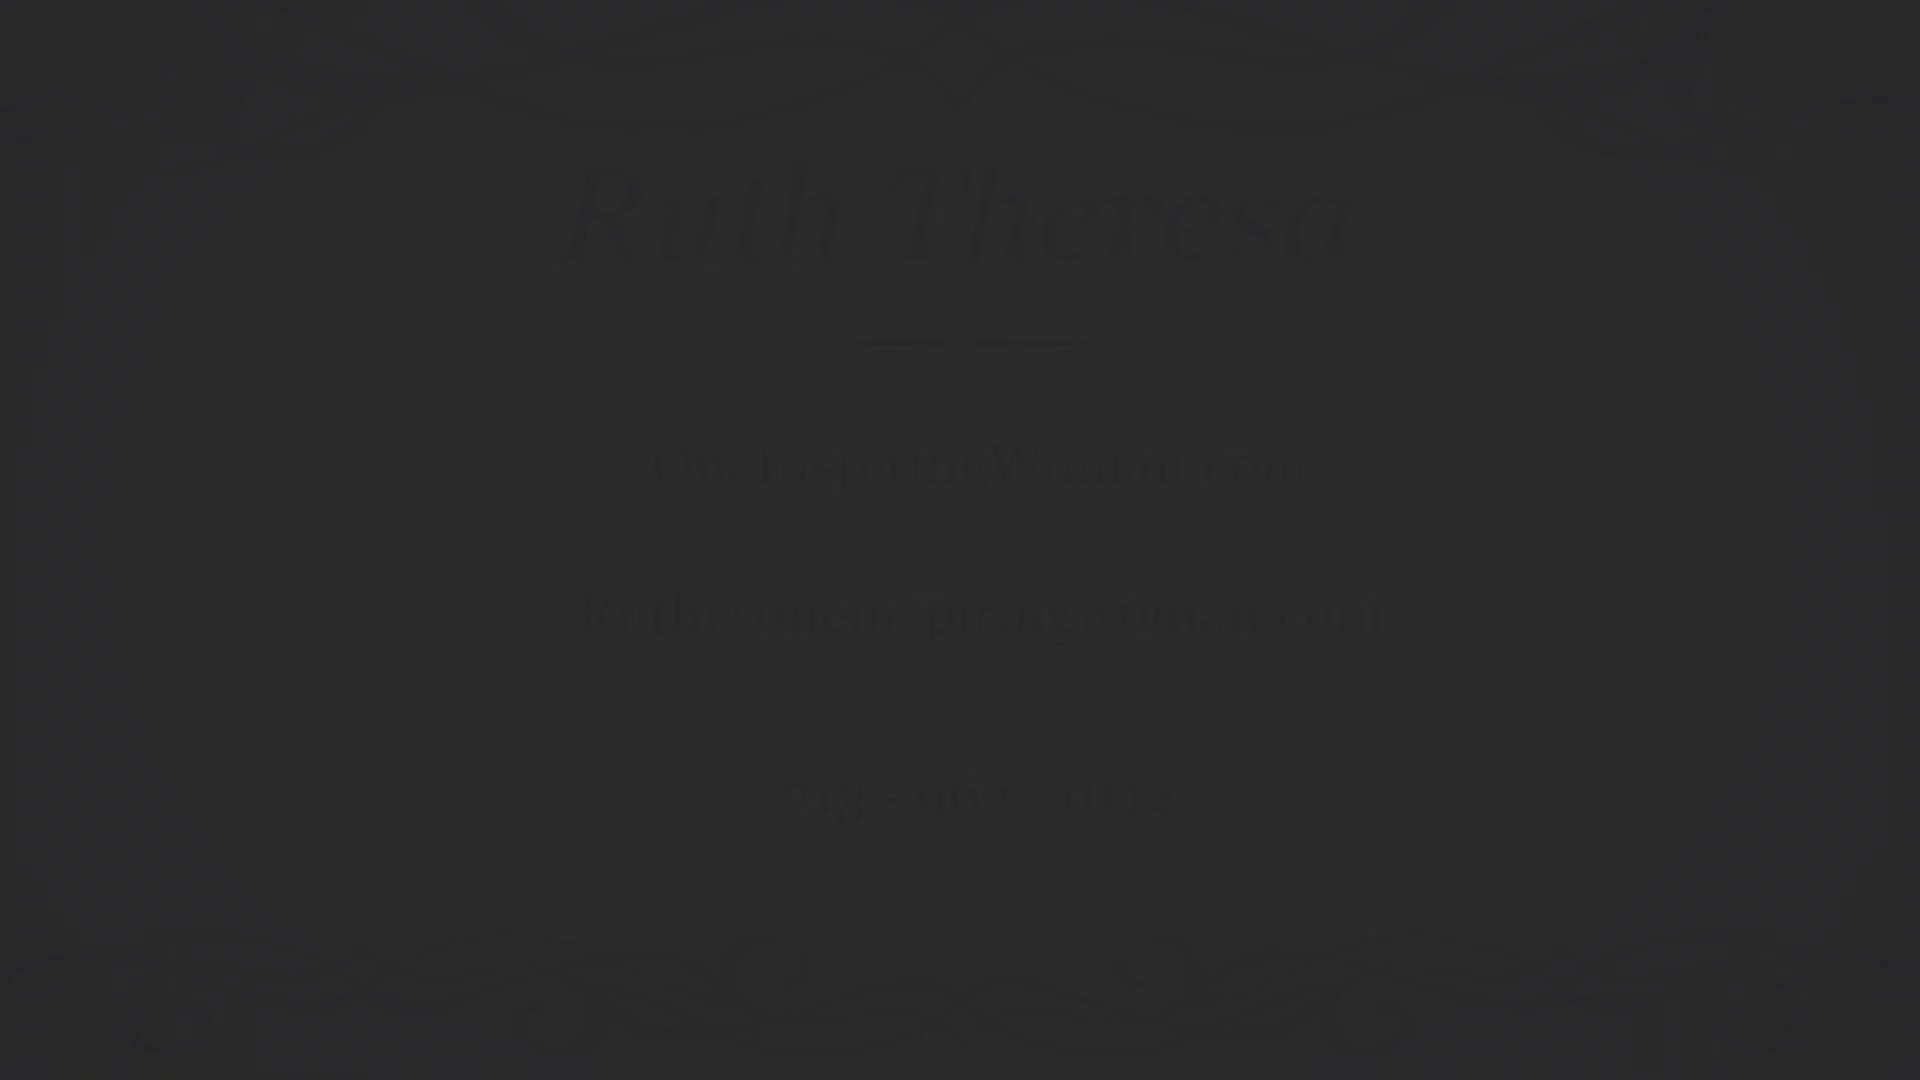 Ruth Theresa
OneInspiringWoman.com
Ruth@oneinspiringwoman.com
713 - 962 - 0114